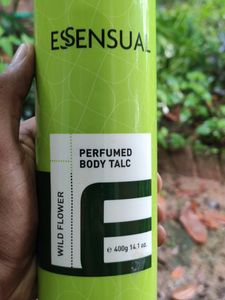 ESSENSUAL
PERFUMED
BODY TALC
WILD FLOWER
e 400g 14.1 oz.